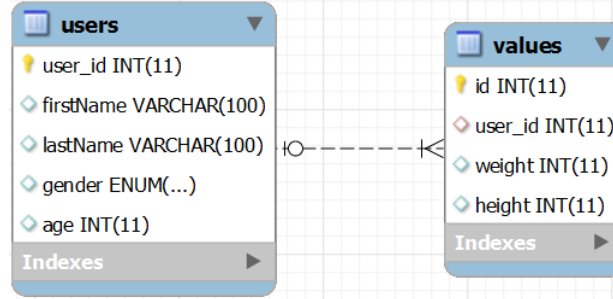 users
user_id INT(11)
firstName VARCHAR(100)
lastName VARCHAR(100)
gender ENUM(...)
age INT(11)
Indexes
values
id INT(11)
user_id INT(11)
weight INT(11)
height INT(11)
Indexes